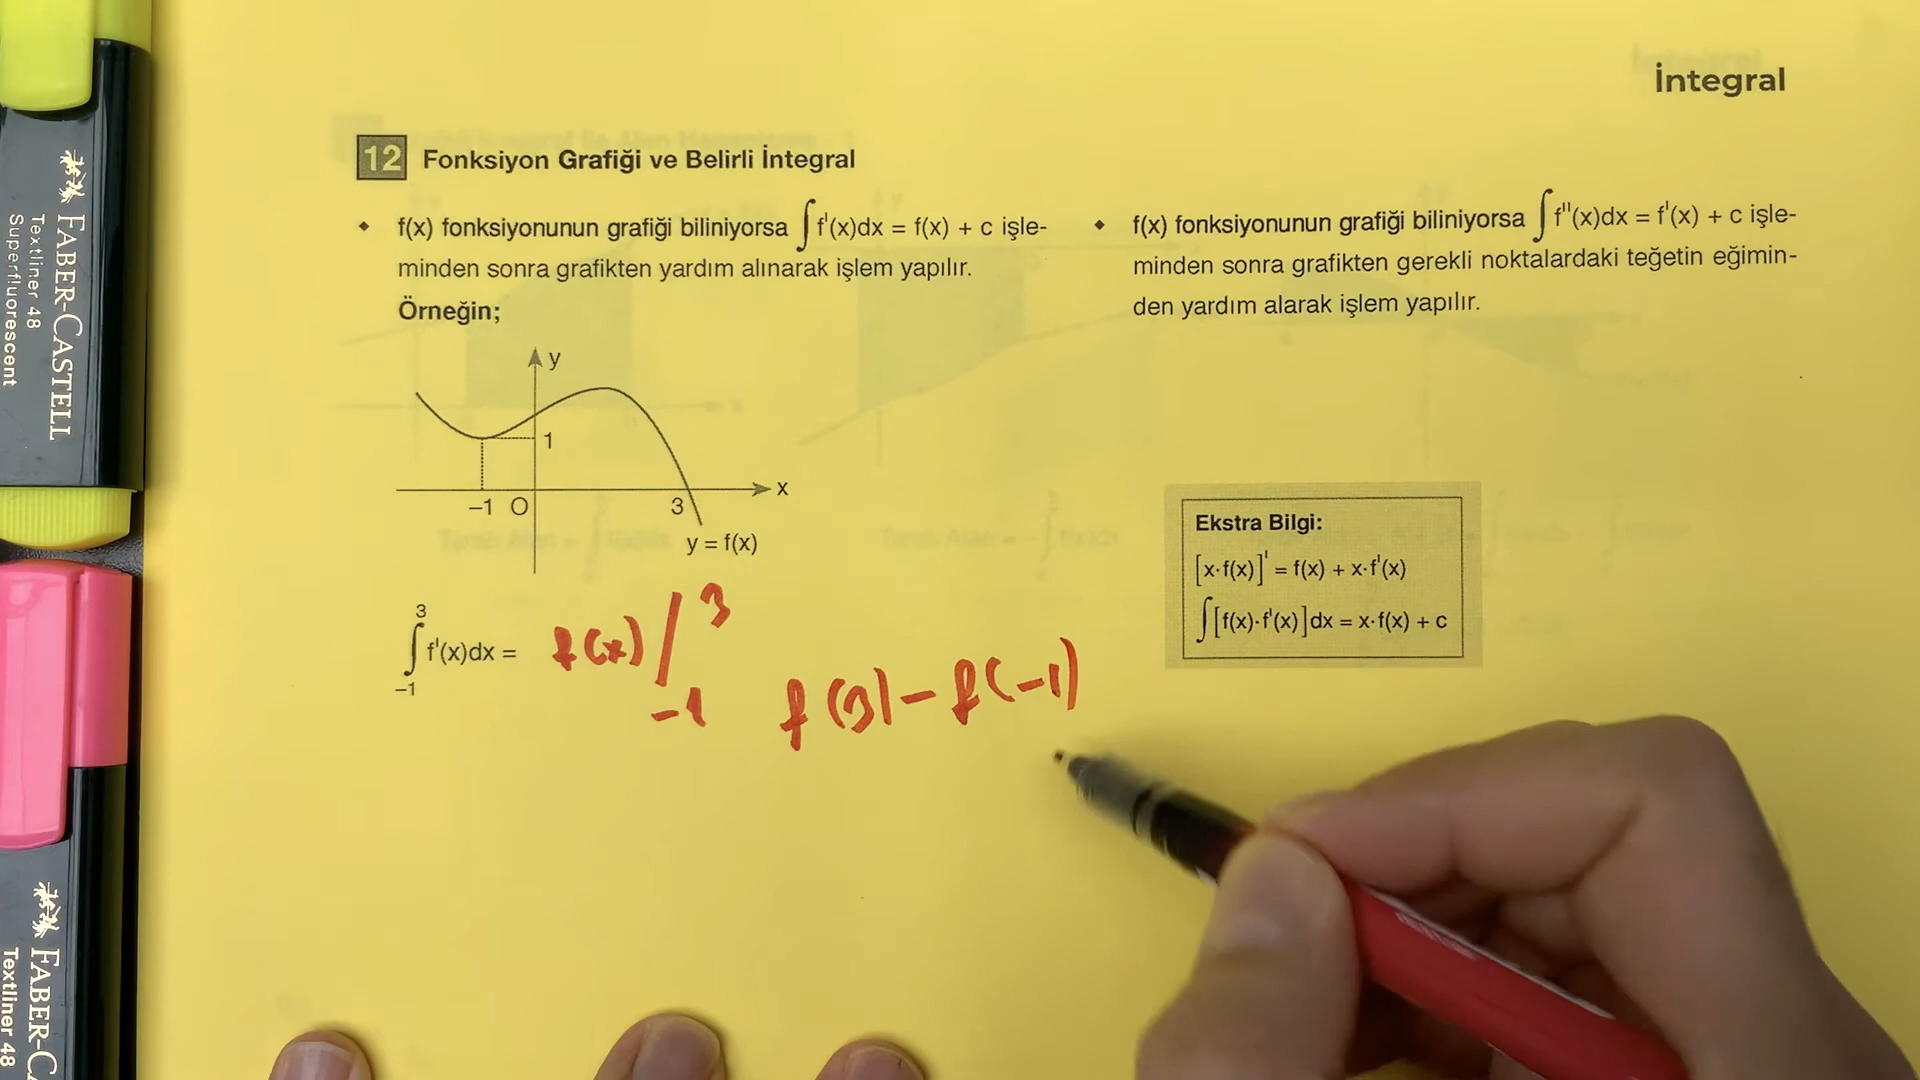 İntegral
12 Fonksiyon Grafiği ve Belirli İntegral
• f(x) fonksiyonunun grafiği biliniyorsa ∫f'(x)dx = f(x) + c işle-
minden sonra grafikten yardım alınarak işlem yapılır.
Örneğin;
y
1
−1 O 3 x
y = f(x)
3
∫ f'(x)dx = f(x) / 3
−1 −1
f(3) − f(−1)
• f(x) fonksiyonunun grafiği biliniyorsa ∫f''(x)dx = f'(x) + c işle-
minden sonra grafikten gerekli noktalardaki teğetin eğimin-
den yardım alarak işlem yapılır.
Ekstra Bilgi:
[x·f(x)]' = f(x) + x·f'(x)
∫[f(x)·f'(x)]dx = x·f(x) + c
FABER-CASTELL
Textliner 48
Superfluorescent
FABER-C
Textliner 48